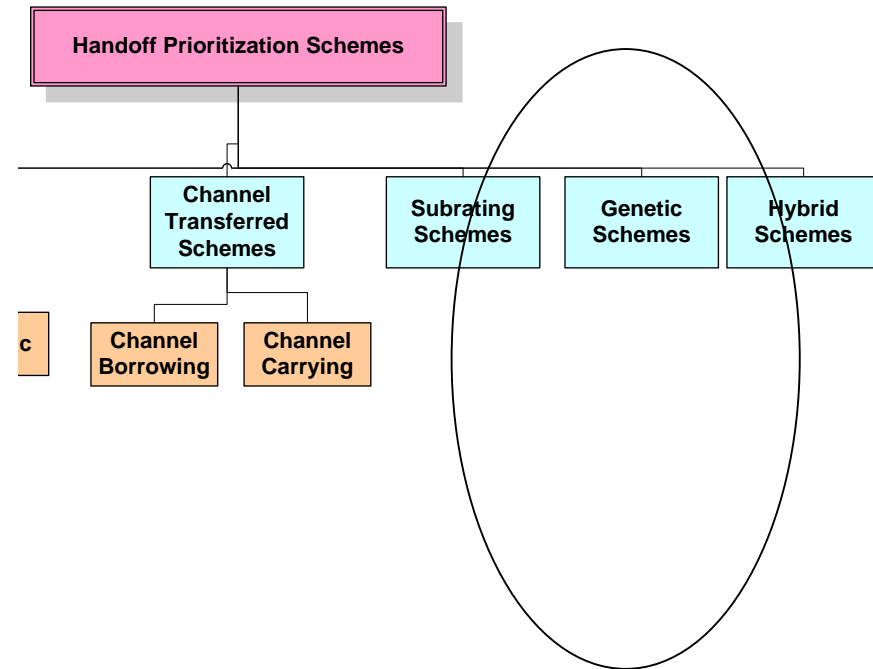 Handoff Prioritization Schemes
Channel
Transferred
Schemes
Subrating
Schemes
Genetic
Schemes
Hybrid
Schemes
c
Channel
Borrowing
Channel
Carrying